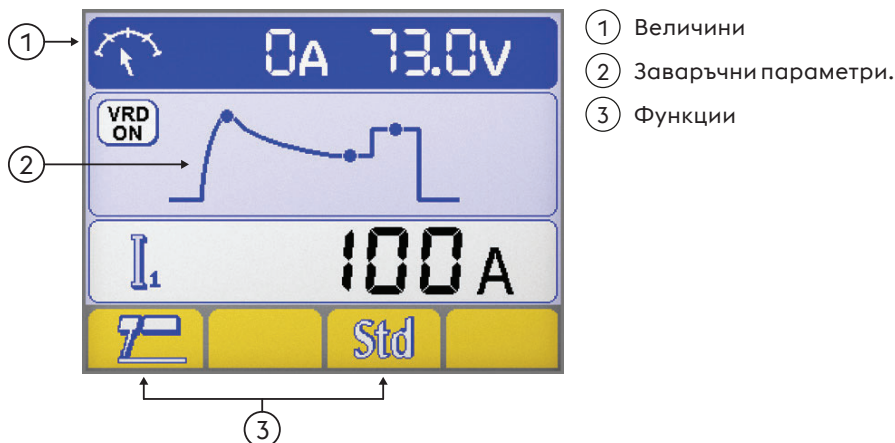 1
0A 73.0V
1 Величини
2 Заваръчни параметри.
3 Функции
VRD
ON
2
I1
100A
Std
3